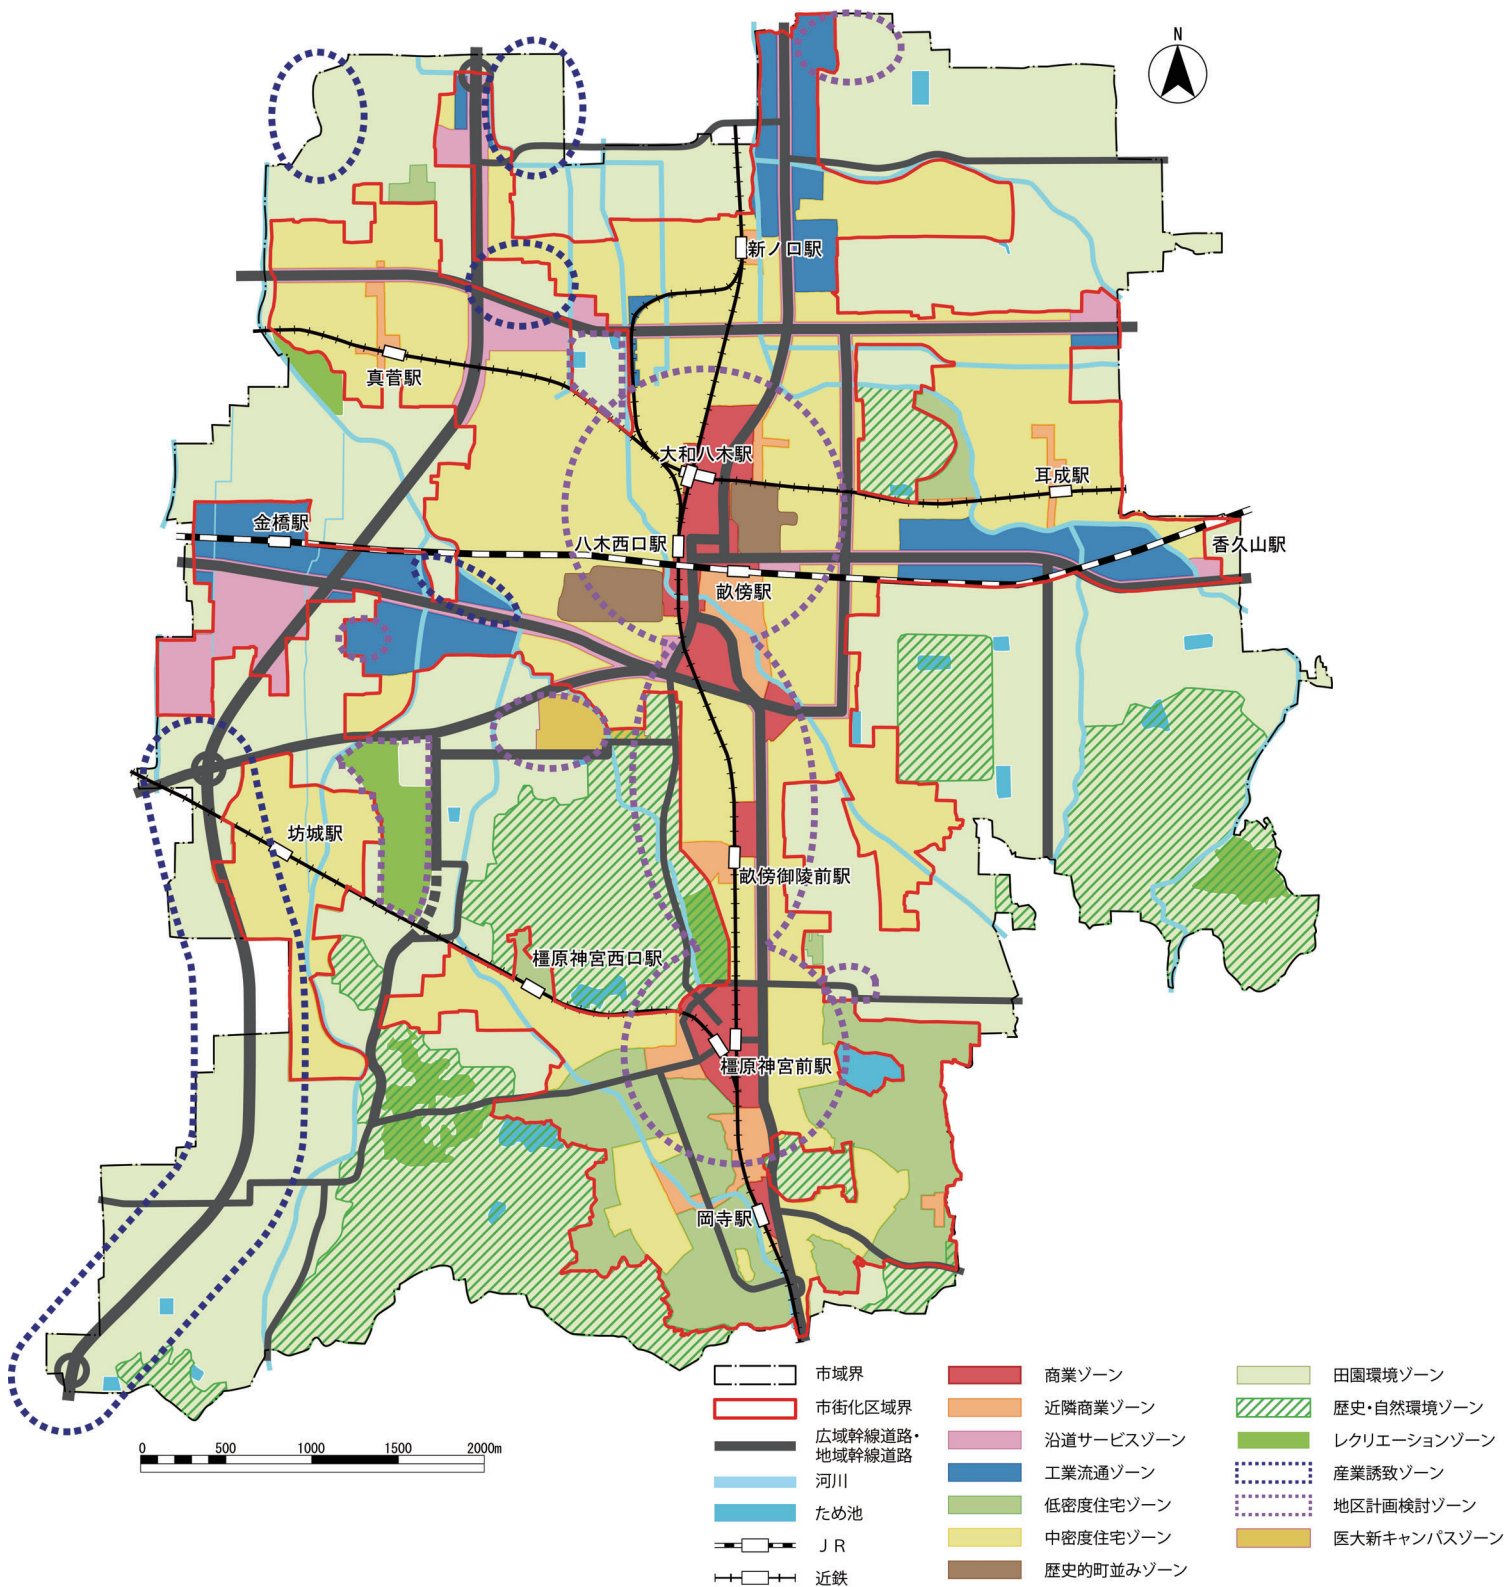 N
新ノ口駅
真菅駅
大和八木駅
耳成駅
金橋駅
八木西口駅
香久山駅
畝傍駅
坊城駅
畝傍御陵前駅
橿原神宮西口駅
橿原神宮前駅
岡寺駅
0 500 1000 1500 2000m
市域界
市街化区域界
広域幹線道路・
地域幹線道路
河川
ため池
ＪＲ
近鉄
商業ゾーン
近隣商業ゾーン
沿道サービスゾーン
工業流通ゾーン
低密度住宅ゾーン
中密度住宅ゾーン
歴史的町並みゾーン
田園環境ゾーン
歴史・自然環境ゾーン
レクリエーションゾーン
産業誘致ゾーン
地区計画検討ゾーン
医大新キャンパスゾーン